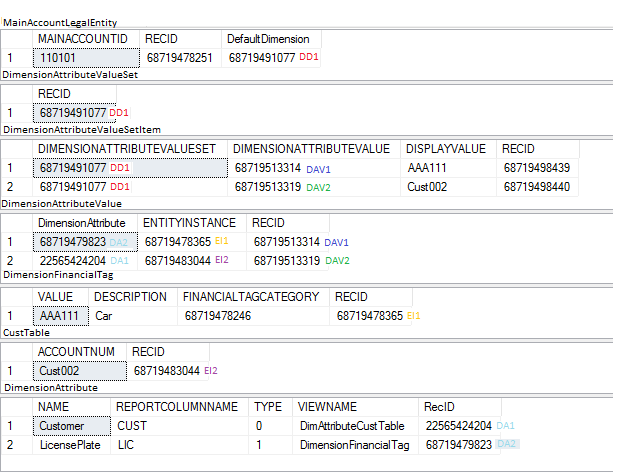 MainAccountLegalEntity
MAINACCOUNTID RECID DefaultDimension
1 110101 68719478251 68719491077 DD1
DimensionAttributeValueSet
RECID
1 68719491077 DD1
DimensionAttributeValueSetItem
DIMENSIONATTRIBUTEVALUESET DIMENSIONATTRIBUTEVALUE DISPLAYVALUE RECID
1 68719491077 DD1 68719513314 DAV1 AAA111 68719498439
2 68719491077 DD1 68719513319 DAV2 Cust002 68719498440
DimensionAttributeValue
DimensionAttribute ENTITYINSTANCE RECID
1 68719479823 DA2 68719478365 EI1 68719513314 DAV1
2 22565424204 DA1 68719483044 EI2 68719513319 DAV2
DimensionFinancialTag
VALUE DESCRIPTION FINANCIALTAGCATEGORY RECID
1 AAA111 Car 68719478246 68719478365 EI1
CustTable
ACCOUNTNUM RECID
1 Cust002 68719483044 EI2
DimensionAttribute
NAME REPORTCOLUMNNAME TYPE VIEWNAME RecID
1 Customer CUST 0 DimAttributeCustTable 22565424204 DA1
2 LicensePlate LIC 1 DimensionFinancialTag 68719479823 DA2